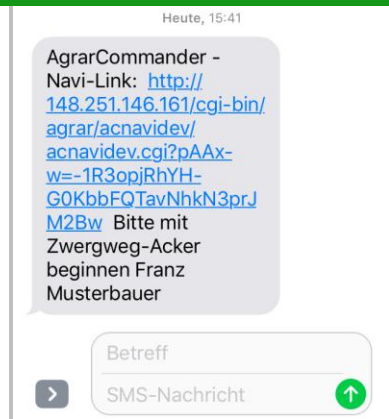 Heute, 15:41
AgrarCommander -
Navi-Link: http://
148.251.146.161/cgi-bin/
agrar/acnavidev/
acnavidev.cgi?pAAx-
w=-1R3opjRhYH-
G0KbbFQTavNhkN3prJ
M2Bw Bitte mit
Zwergweg-Acker
beginnen Franz
Musterbauer
Betreff
SMS-Nachricht